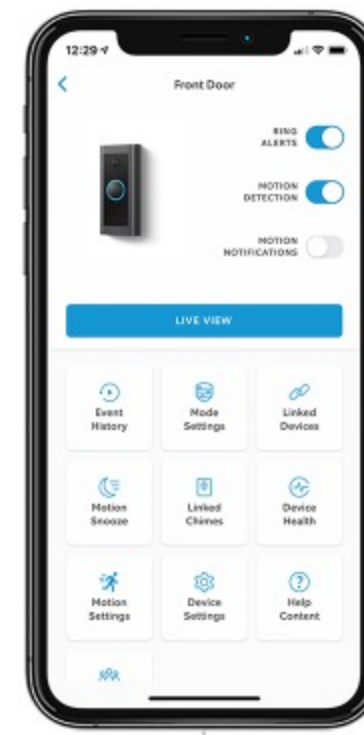 12:29
Front Door
RING
ALERTS
MOTION
DETECTION
MOTION
NOTIFICATIONS
LIVE VIEW
Event
History
Mode
Settings
Linked
Devices
Motion
Snooze
Linked
Chimes
Device
Health
Motion
Settings
Device
Settings
Help
Content